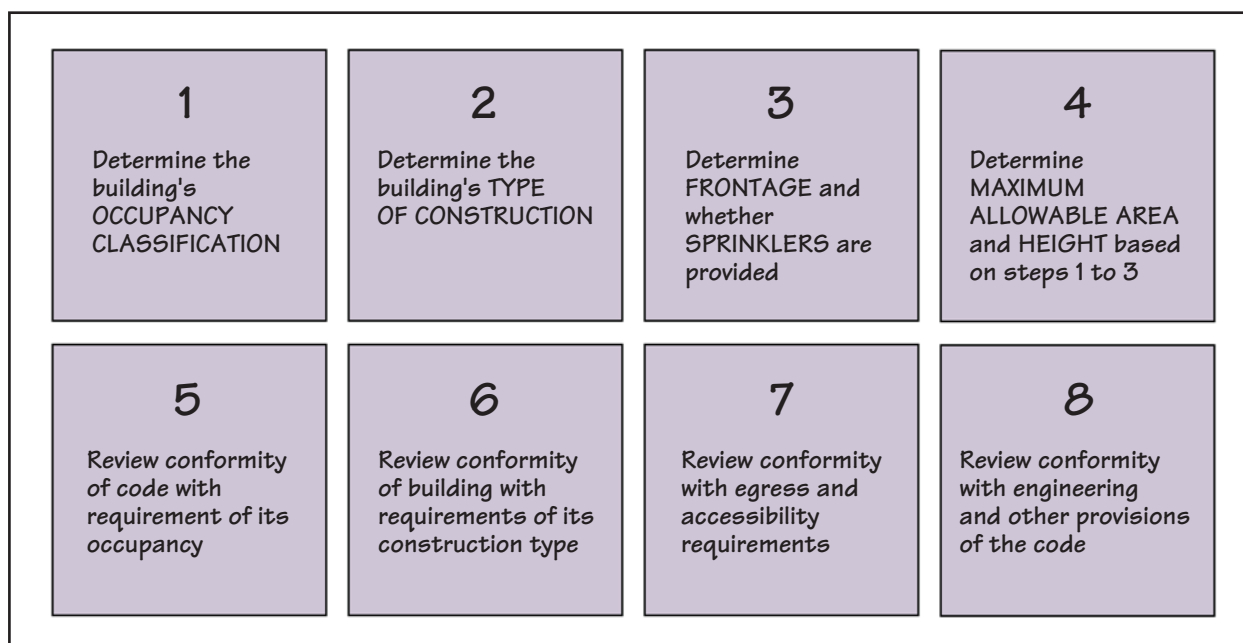 1
Determine the
building's
OCCUPANCY
CLASSIFICATION
2
Determine the
building's TYPE
OF CONSTRUCTION
3
Determine
FRONTAGE and
whether
SPRINKLERS are
provided
4
Determine
MAXIMUM
ALLOWABLE AREA
and HEIGHT based
on steps 1 to 3
5
Review conformity
of code with
requirement of its
occupancy
6
Review conformity
of building with
requirements of its
construction type
7
Review conformity
with egress and
accessibility
requirements
8
Review conformity
with engineering
and other provisions
of the code